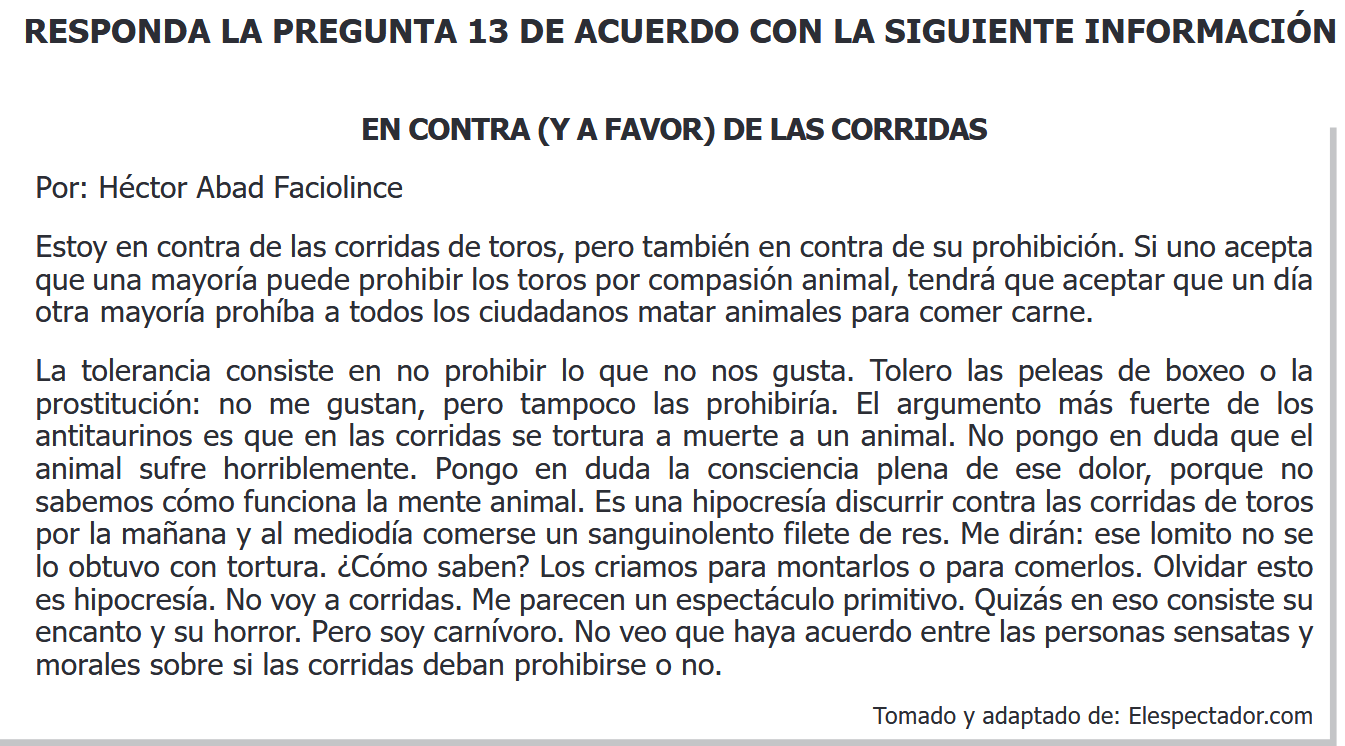 RESPONDA LA PREGUNTA 13 DE ACUERDO CON LA SIGUIENTE INFORMACIÓN
EN CONTRA (Y A FAVOR) DE LAS CORRIDAS
Por: Héctor Abad Faciolince
Estoy en contra de las corridas de toros, pero también en contra de su prohibición. Si uno acepta
que una mayoría puede prohibir los toros por compasión animal, tendrá que aceptar que un día
otra mayoría prohíba a todos los ciudadanos matar animales para comer carne.
La tolerancia consiste en no prohibir lo que no nos gusta. Tolero las peleas de boxeo o la
prostitución: no me gustan, pero tampoco las prohibiría. El argumento más fuerte de los
antitaurinos es que en las corridas se tortura a muerte a un animal. No pongo en duda que el
animal sufre horriblemente. Pongo en duda la consciencia plena de ese dolor, porque no
sabemos cómo funciona la mente animal. Es una hipocresía discurrir contra las corridas de toros
por la mañana y al mediodía comerse un sanguinolento filete de res. Me dirán: ese lomito no se
lo obtuvo con tortura. ¿Cómo saben? Los criamos para montarlos o para comerlos. Olvidar esto
es hipocresía. No voy a corridas. Me parecen un espectáculo primitivo. Quizás en eso consiste su
encanto y su horror. Pero soy carnívoro. No veo que haya acuerdo entre las personas sensatas y
morales sobre si las corridas deban prohibirse o no.
Tomado y adaptado de: Elespectador.com